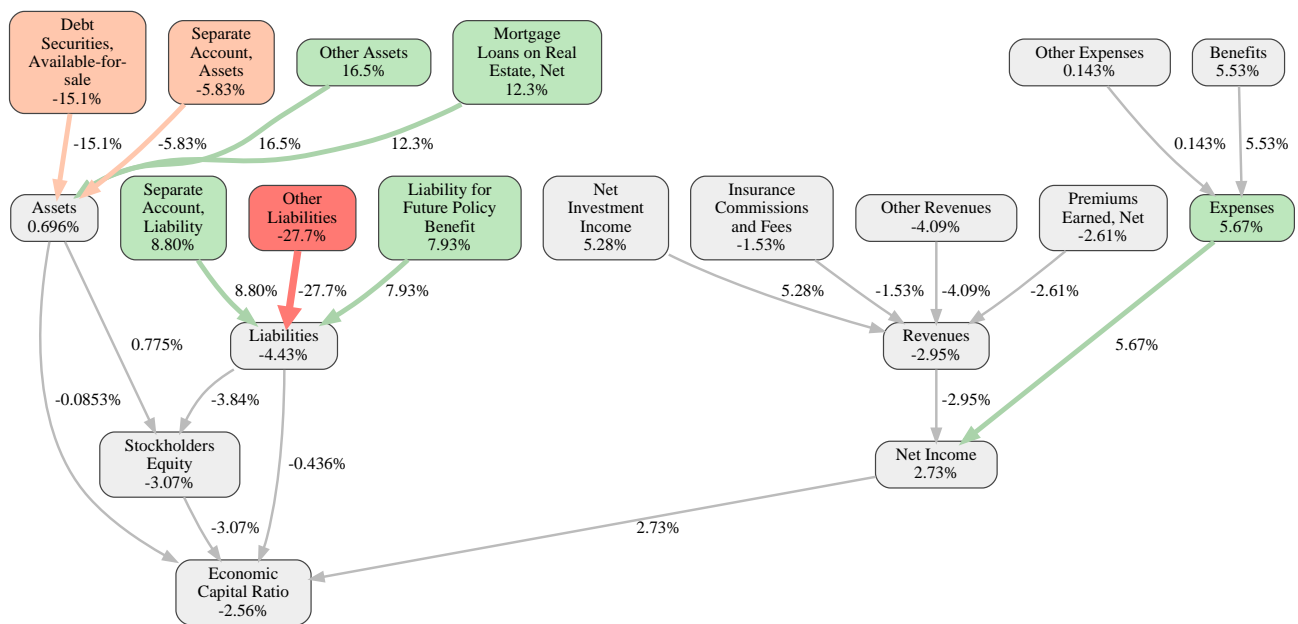 Debt
Securities,
Available-for-
sale
-15.1%
Separate
Account,
Assets
-5.83%
Other Assets
16.5%
Mortgage
Loans on Real
Estate, Net
12.3%
Other Expenses
0.143%
Benefits
5.53%
-15.1%
-5.83%
16.5%
12.3%
0.143%
5.53%
Assets
0.696%
Separate
Account,
Liability
8.80%
Other
Liabilities
-27.7%
Liability for
Future Policy
Benefit
7.93%
Net
Investment
Income
5.28%
Insurance
Commissions
and Fees
-1.53%
Other Revenues
-4.09%
Premiums
Earned, Net
-2.61%
Expenses
5.67%
8.80%
-27.7%
7.93%
5.28%
-1.53%
-4.09%
-2.61%
0.775%
Liabilities
-4.43%
Revenues
-2.95%
5.67%
-0.0853%
-3.84%
-2.95%
Stockholders
Equity
-3.07%
-0.436%
Net Income
2.73%
-3.07%
2.73%
Economic
Capital Ratio
-2.56%